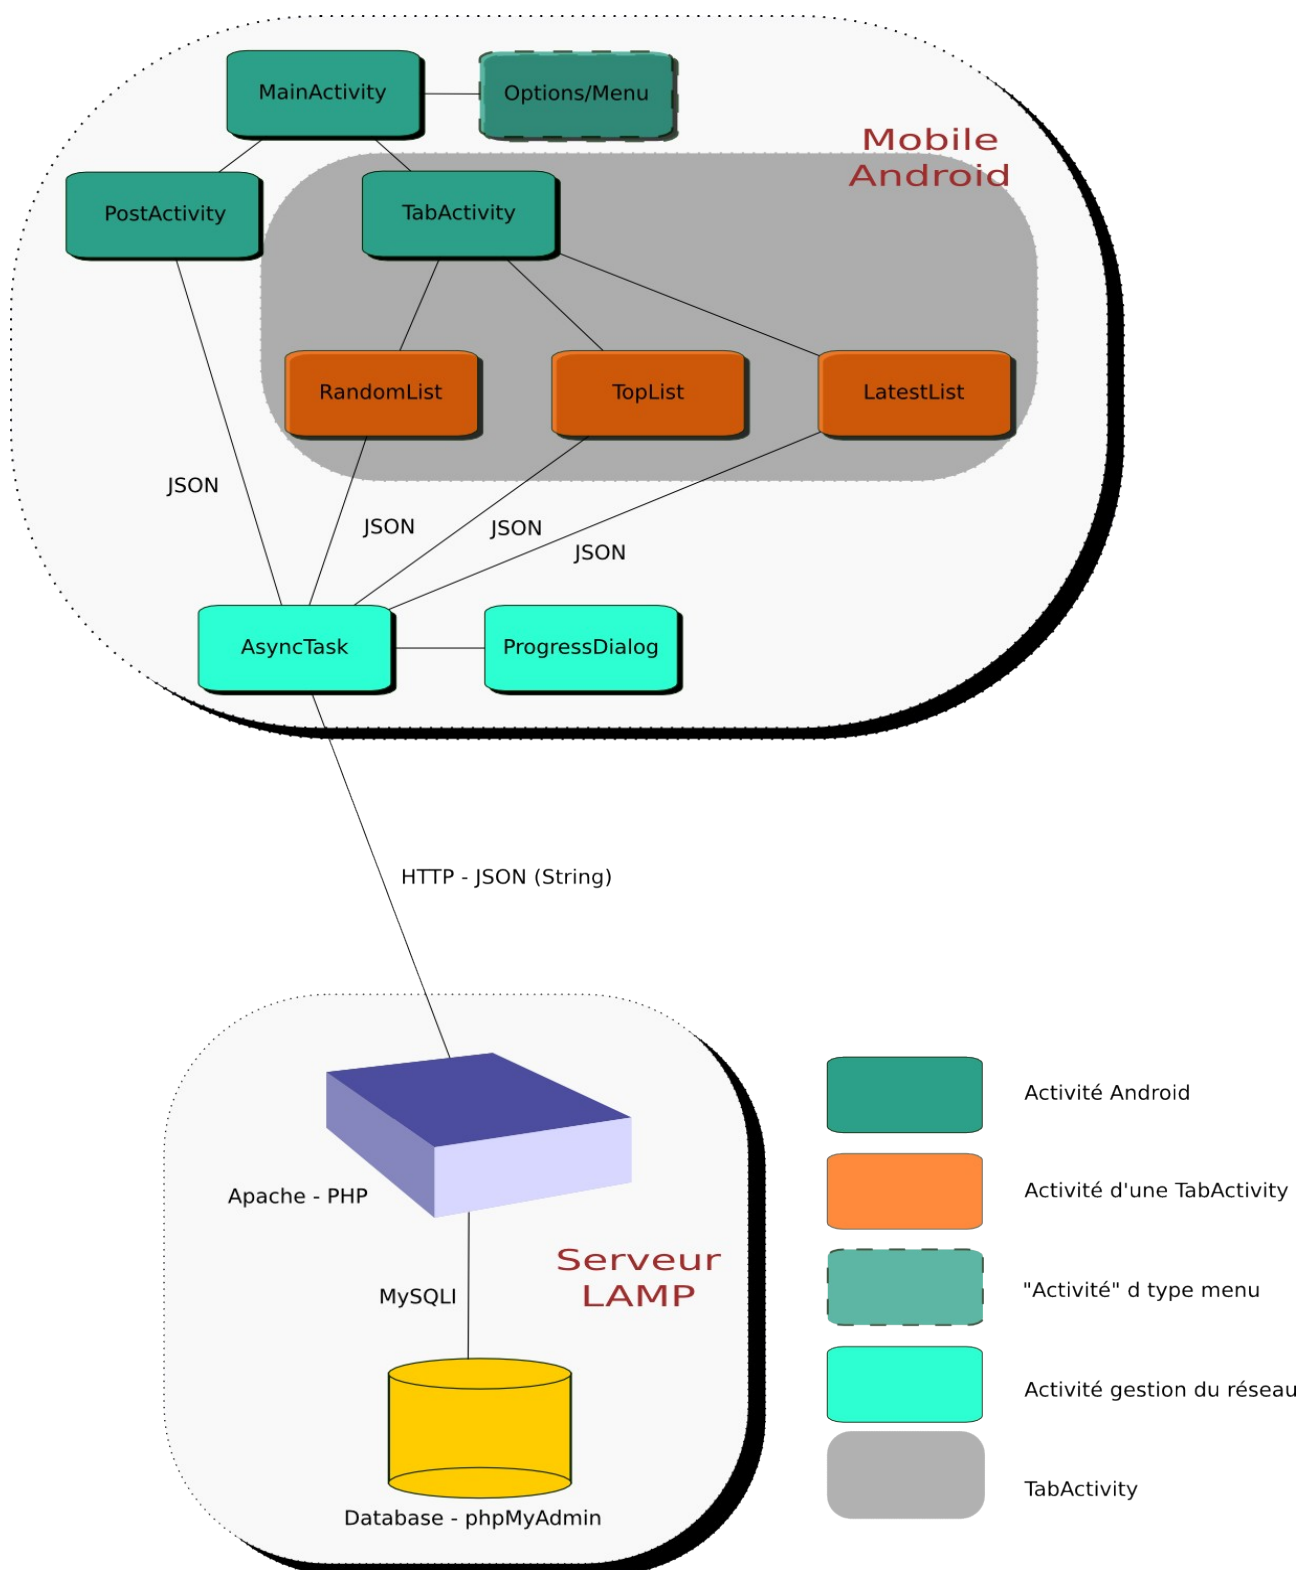 MainActivity
Options/Menu
Mobile
Android
PostActivity
TabActivity
RandomList
TopList
LatestList
JSON
JSON
JSON
JSON
AsyncTask
ProgressDialog
HTTP - JSON (String)
Apache - PHP
Serveur
LAMP
MySQLI
Database - phpMyAdmin
Activité Android
Activité d'une TabActivity
"Activité" d type menu
Activité gestion du réseau
TabActivity